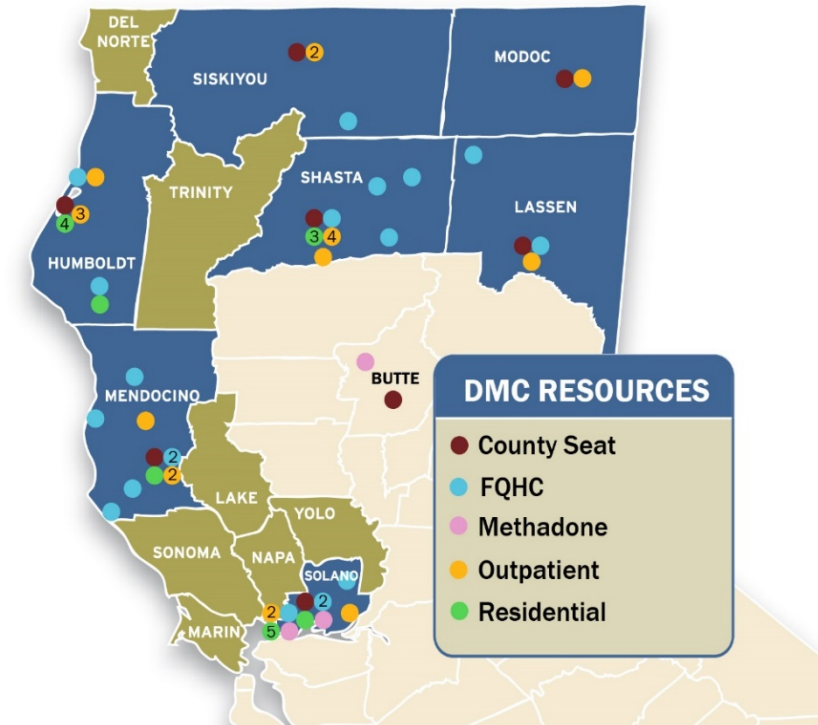 DEL
NORTE
SISKIYOU
2
MODOC
TRINITY
SHASTA
LASSEN
3
4
3
4
HUMBOLDT
MENDOCINO
2
2
BUTTE
LAKE
YOLO
SONOMA
NAPA
SOLANO
2
2
5
MARIN
DMC RESOURCES
County Seat
FQHC
Methadone
Outpatient
Residential